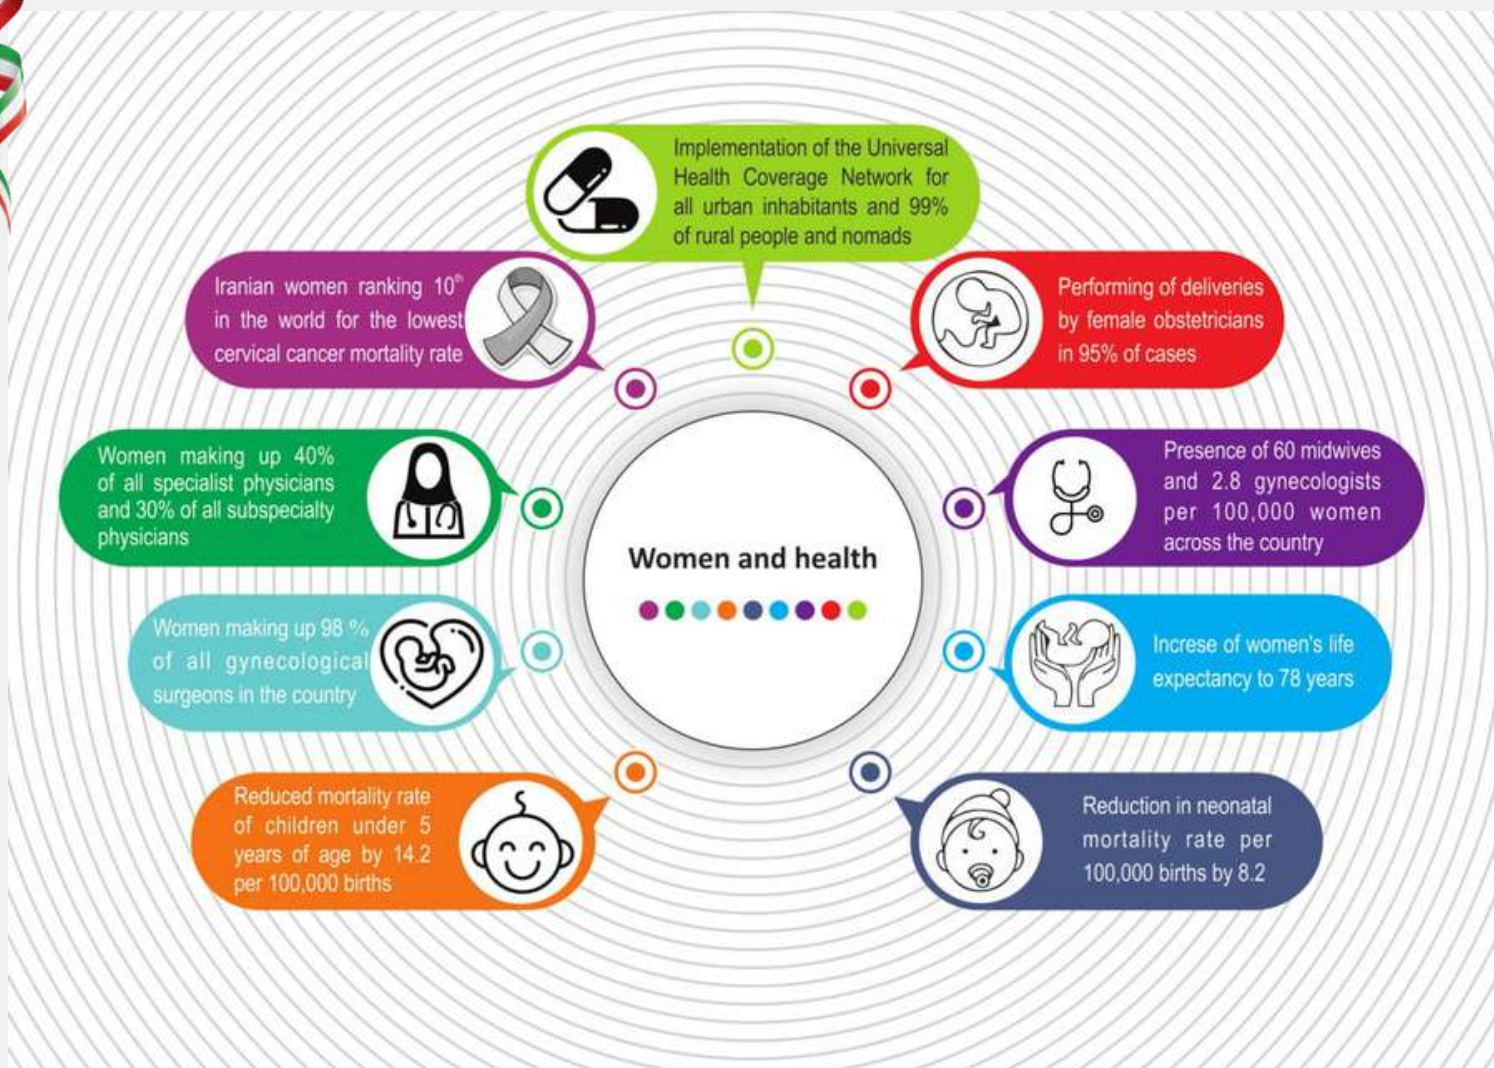 Implementation of the Universal
Health Coverage Network for
all urban inhabitants and 99%
of rural people and nomads
Iranian women ranking 10th
in the world for the lowest
cervical cancer mortality rate
Performing of deliveries
by female obstetricians
in 95% of cases
Women making up 40%
of all specialist physicians
and 30% of all subspecialty
physicians
Presence of 60 midwives
and 2.8 gynecologists
per 100,000 women
across the country
Women and health
Women making up 98 %
of all gynecological
surgeons in the country
Increse of women's life
expectancy to 78 years
Reduced mortality rate
of children under 5
years of age by 14.2
per 100,000 births
Reduction in neonatal
mortality rate per
100,000 births by 8.2